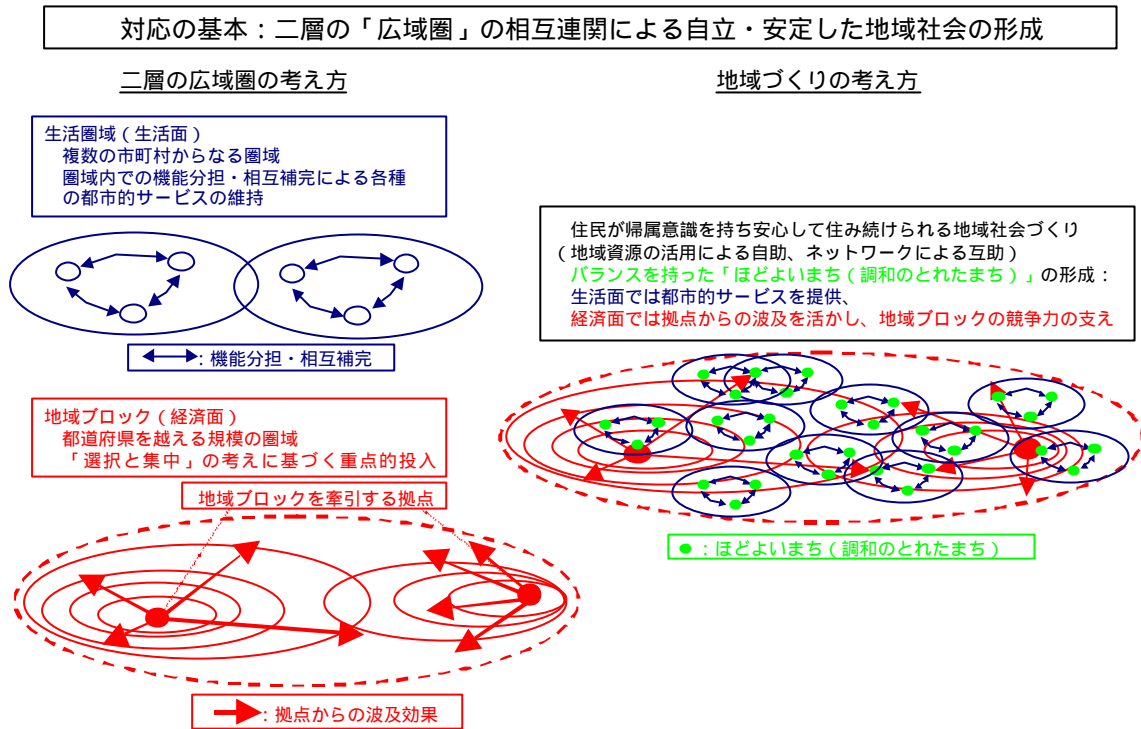 対応の基本：二層の「広域圏」の相互連関による自立・安定した地域社会の形成
二層の広域圏の考え方
生活圏域（生活面）
複数の市町村からなる圏域
圏域内での機能分担・相互補完による各種
の都市的サービスの維持
：機能分担・相互補完
地域ブロック（経済面）
都道府県を越える規模の圏域
「選択と集中」の考えに基づく重点的投入
地域ブロックを牽引する拠点
：拠点からの波及効果
地域づくりの考え方
住民が帰属意識を持ち安心して住み続けられる地域社会づくり
（地域資源の活用による自助、ネットワークによる互助）
バランスを持った「ほどよいまち（調和のとれたまち）」の形成：
生活面では都市的サービスを提供、
経済面では拠点からの波及を活かし、地域ブロックの競争力の支え
：ほどよいまち（調和のとれたまち）